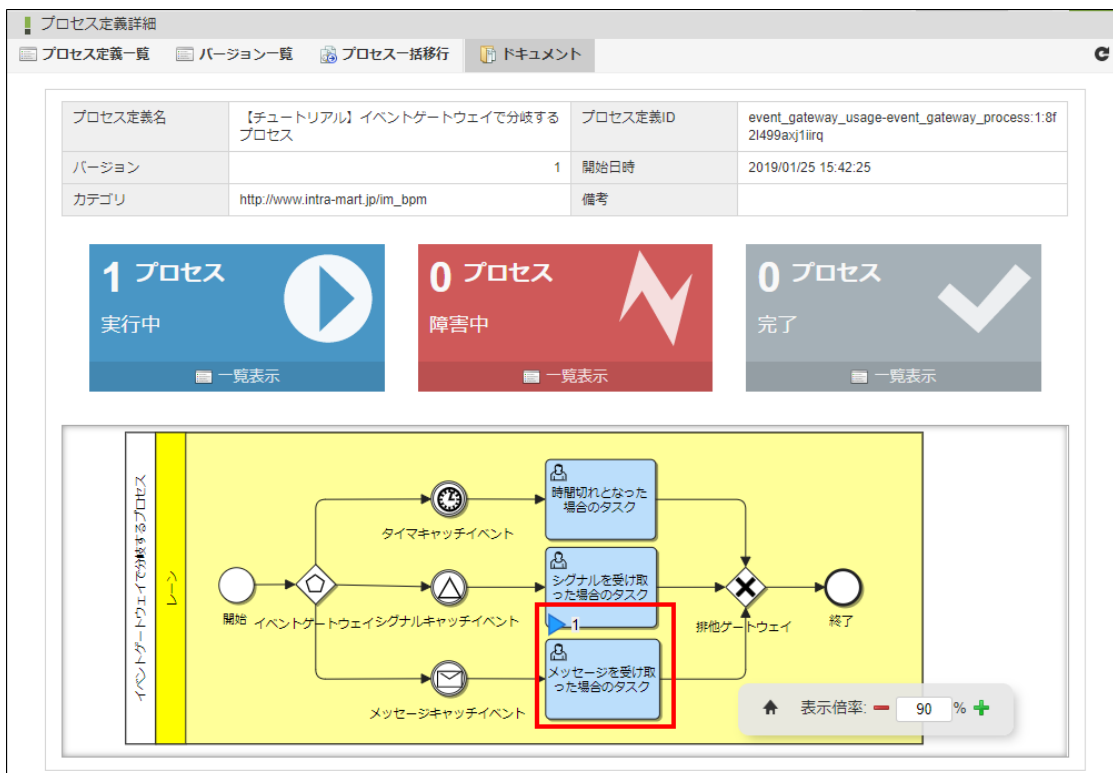 プロセス定義詳細
プロセス定義一覧 バージョン一覧 プロセス一括移行 ドキュメント
プロセス定義名
【チュートリアル】イベントゲートウェイで分岐する
プロセス
プロセス定義ID
event_gateway_usage-event_gateway_process:1:8f
2l499axj1iirq
バージョン
1
開始日時
2019/01/25 15:42:25
カテゴリ
http://www.intra-mart.jp/im_bpm
備考
1 プロセス
実行中
一覧表示
0 プロセス
障害中
一覧表示
0 プロセス
完了
一覧表示
イベントゲートウェイで分岐するプロセス
レーン
時間切れとなった
場合のタスク
タイマキャッチイベント
シグナルを受け取
った場合のタスク
開始
イベントゲートウェイ
シグナルキャッチイベント
1
排他ゲートウェイ
終了
メッセージを受け取
った場合のタスク
メッセージキャッチイベント
表示倍率: 90 %